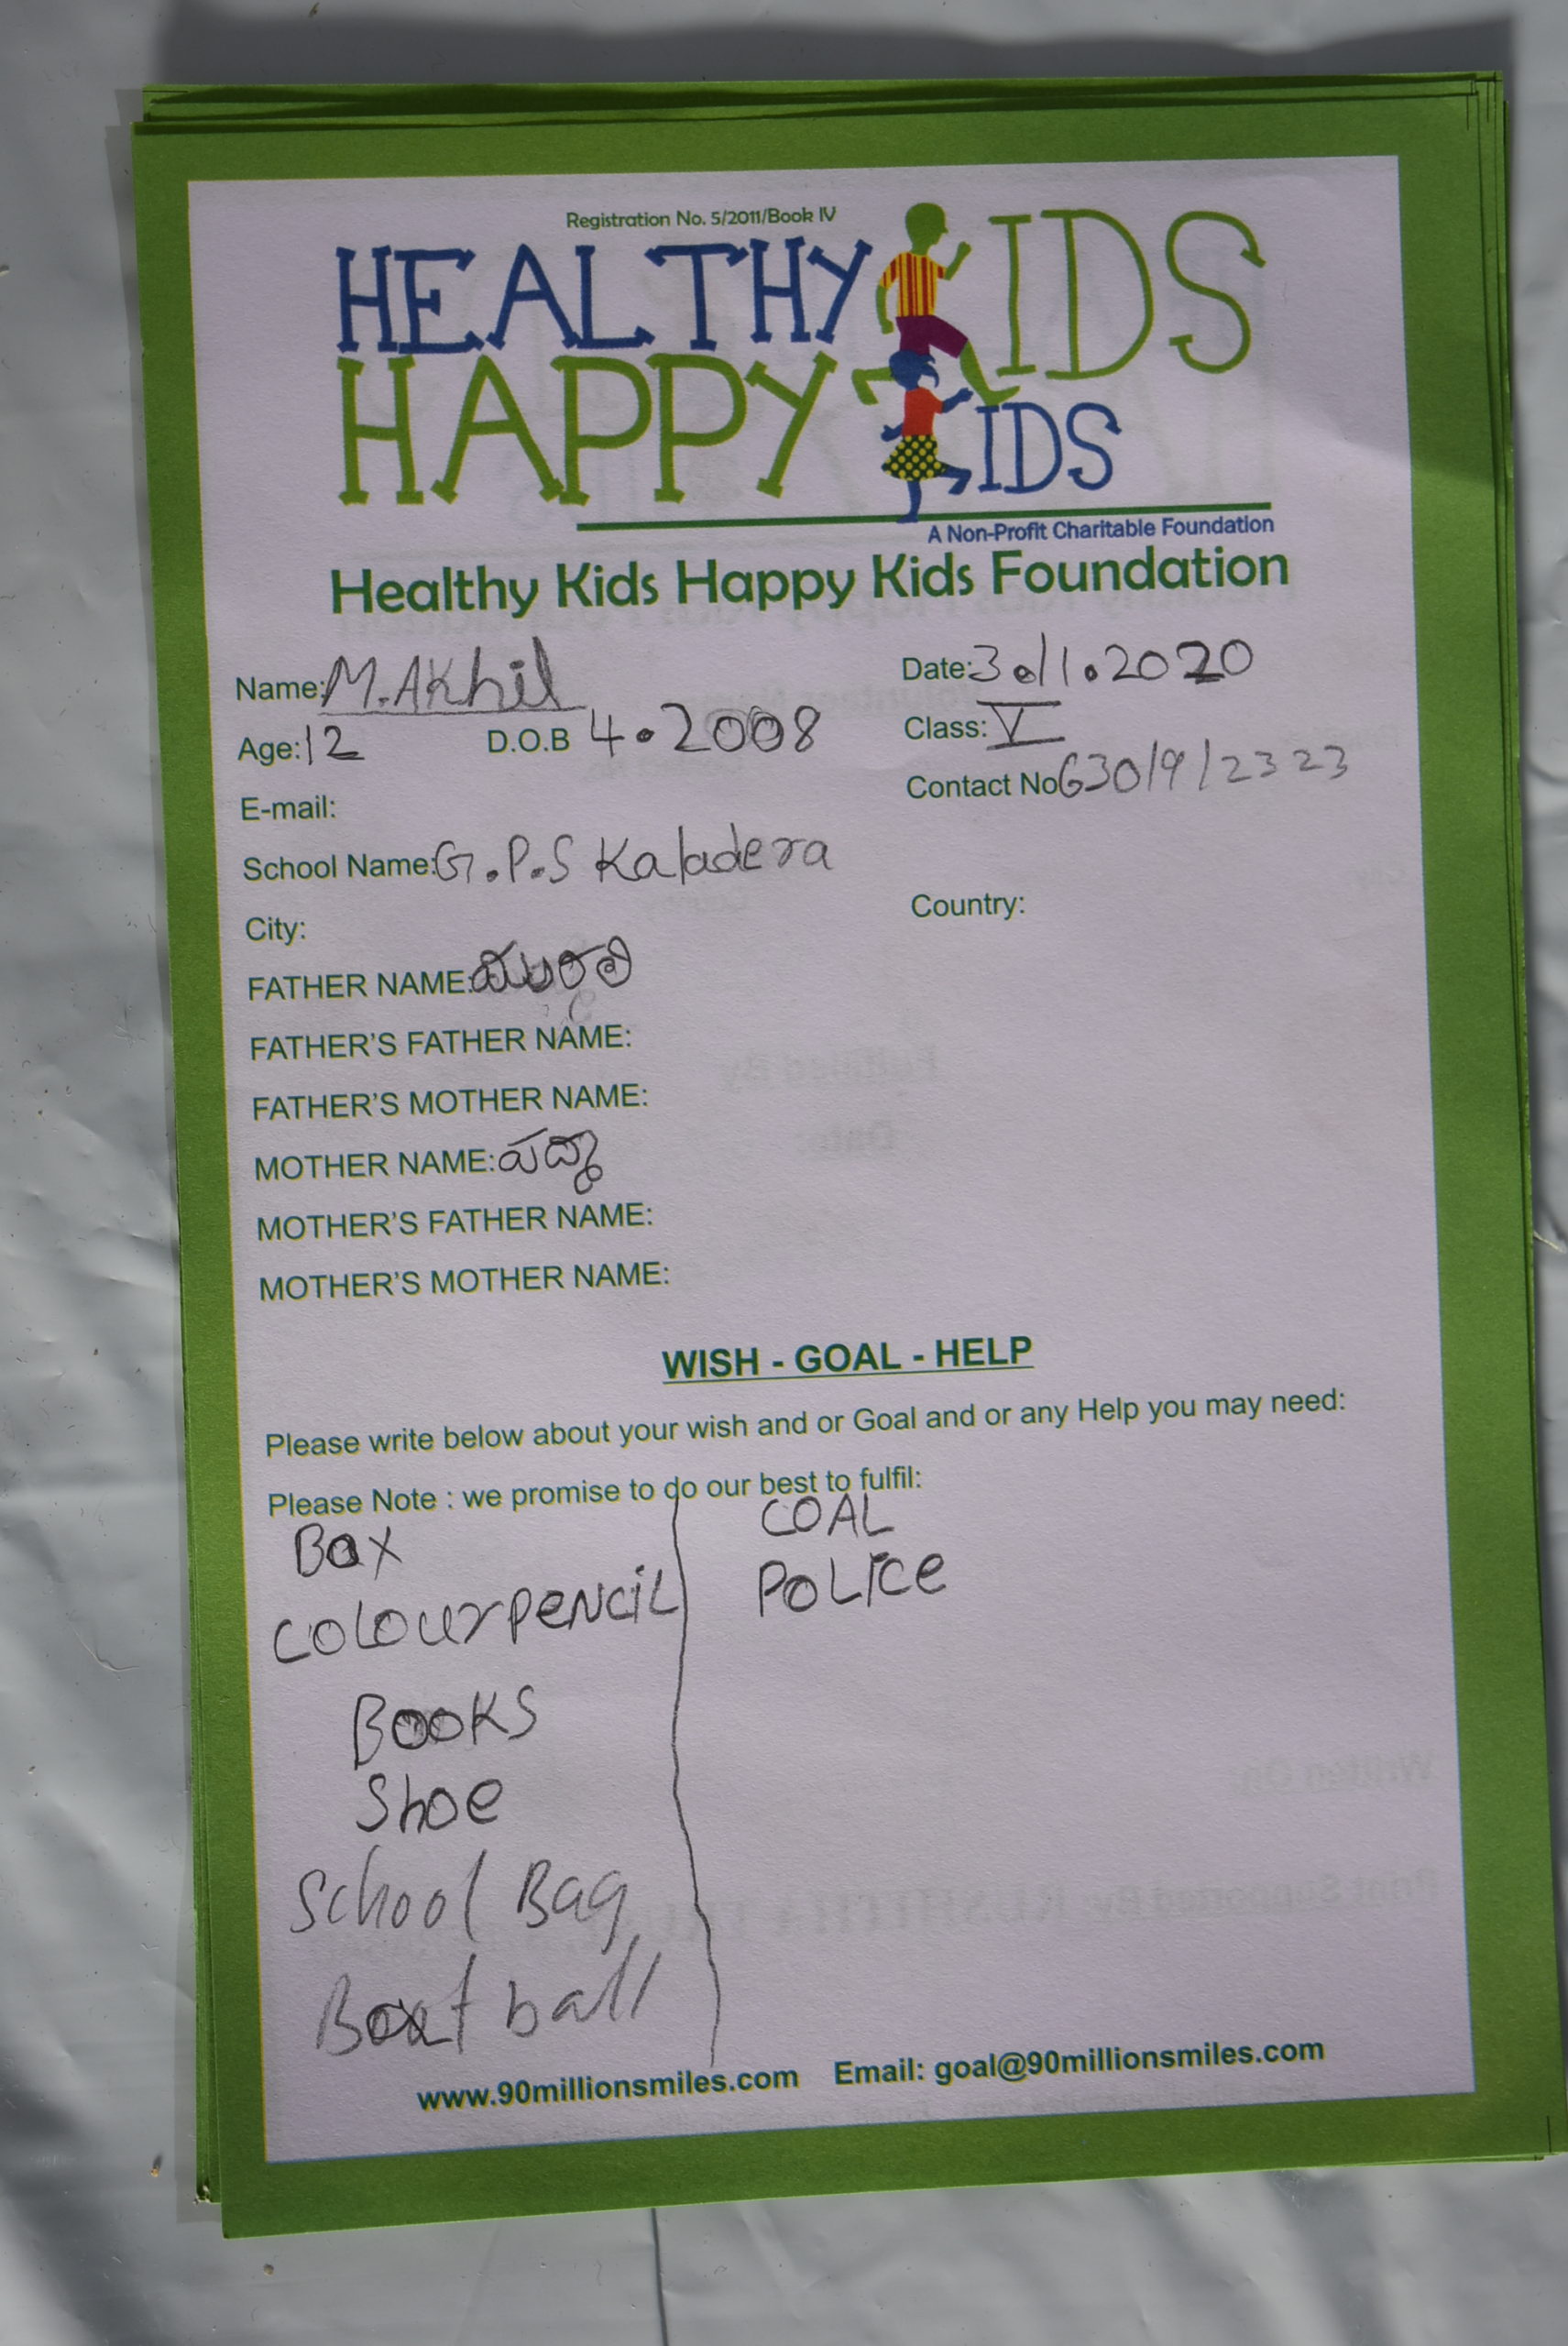 Registration No. 5/2011/Book IV
HEALTHY KIDS
HAPPY KIDS
A Non-Profit Charitable Foundation
Healthy Kids Happy Kids Foundation
Name: M.AKhil Date: 30.1.2020
Age: 12 D.O.B 4.2008 Class: V
E-mail: Contact No 6301912323
School Name: G.P.S Kaladera
City: Country:
FATHER NAME: మురళి
FATHER'S FATHER NAME:
FATHER'S MOTHER NAME:
MOTHER NAME: పద్మ
MOTHER'S FATHER NAME:
MOTHER'S MOTHER NAME:
WISH - GOAL - HELP
Please write below about your wish and or Goal and or any Help you may need:
Please Note : we promise to do our best to fulfil:
Box COAL
COLOURPENCIL POLICE
BOOKS
Shoe
School Bag
Bat ball
www.90millionsmiles.com Email: goal@90millionsmiles.com